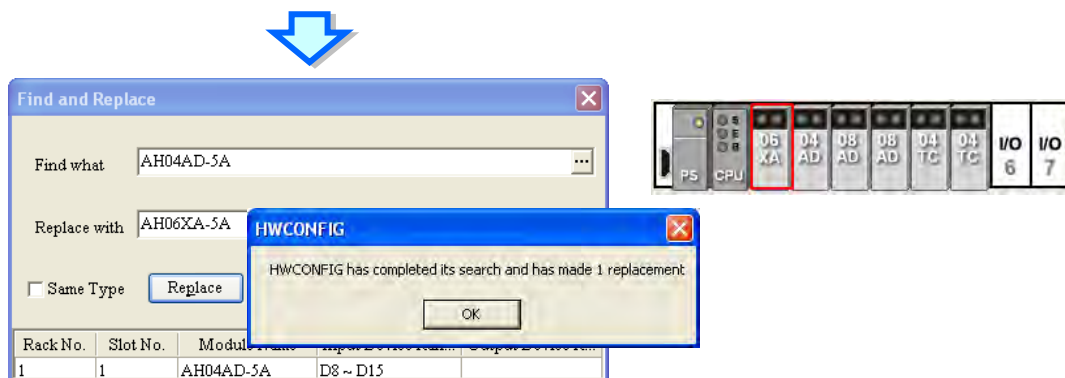 Find and Replace
Find what AH04AD-5A ...
Replace with AH06XA-5A
Same Type Replace
HWCONFIG
HWCONFIG has completed its search and has made 1 replacement
OK
Rack No. Slot No.
1 1 AH04AD-5A D8 ~ D15
PS CPU 06 XA 04 AD 08 AD 08 AD 04 TC 04 TC I/O 6 I/O 7